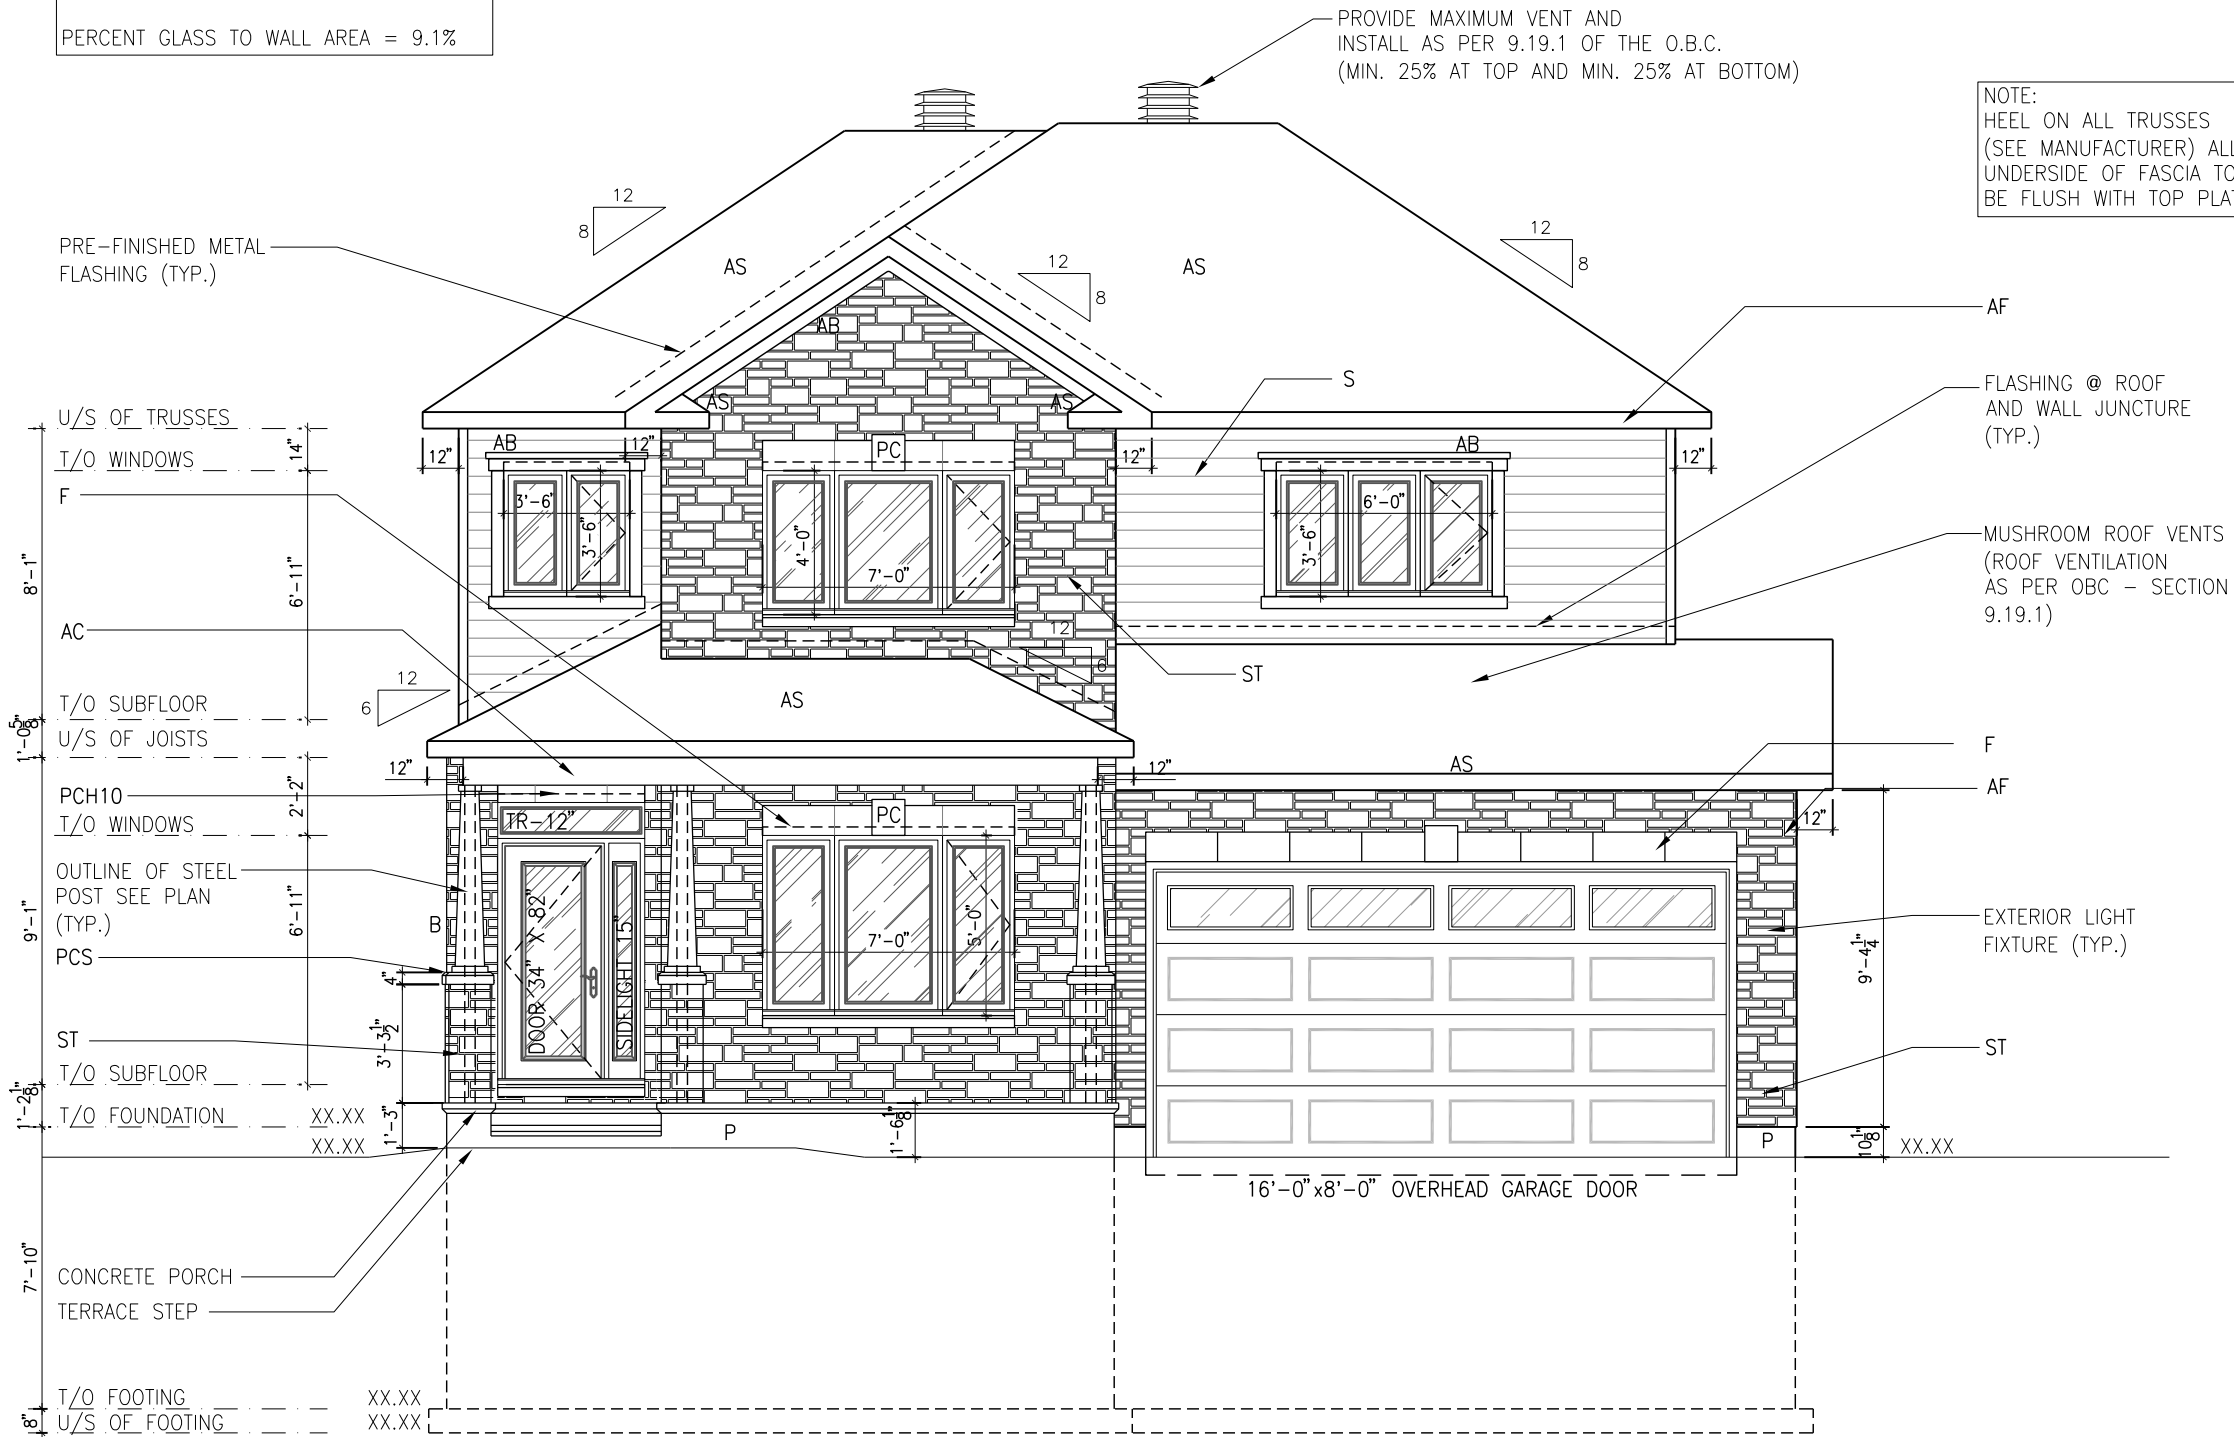 PERCENT GLASS TO WALL AREA = 9.1%
PROVIDE MAXIMUM VENT AND
INSTALL AS PER 9.19.1 OF THE O.B.C.
(MIN. 25% AT TOP AND MIN. 25% AT BOTTOM)
NOTE:
HEEL ON ALL TRUSSES
(SEE MANUFACTURER) ALL
UNDERSIDE OF FASCIA TO
BE FLUSH WITH TOP PLAT
12
8
12
8
12
8
PRE-FINISHED METAL
FLASHING (TYP.)
AS
AS
AB
AS
AS
AF
S
FLASHING @ ROOF
AND WALL JUNCTURE
(TYP.)
U/S OF TRUSSES
T/O WINDOWS
14"
12"
AB
12"
PC
12"
AB
12"
F
3'-6"
3'-6"
4'-0"
7'-0"
6'-0"
3'-6"
8'-1"
6'-11"
MUSHROOM ROOF VENTS
(ROOF VENTILATION
AS PER OBC - SECTION
9.19.1)
AC
12
6
ST
12
6
AS
T/O SUBFLOOR
1'-0 5/8"
U/S OF JOISTS
12"
12"
AS
F
AF
PCH10
2'-2"
T/O WINDOWS
TR-12"
PC
12"
OUTLINE OF STEEL
POST SEE PLAN
(TYP.)
9'-1"
6'-11"
B
DOOR 34" X 82"
SIDELIGHT 15"
7'-0"
5'-0"
EXTERIOR LIGHT
FIXTURE (TYP.)
9'-4 1/4"
PCS
4"
3'-3 1/2"
ST
ST
T/O SUBFLOOR
1'-2 1/8"
T/O FOUNDATION XX.XX
XX.XX
1'-3"
P
1'-6 1/8"
P
10 1/8"
XX.XX
16'-0"x8'-0" OVERHEAD GARAGE DOOR
7'-10"
CONCRETE PORCH
TERRACE STEP
T/O FOOTING XX.XX
U/S OF FOOTING XX.XX
8"